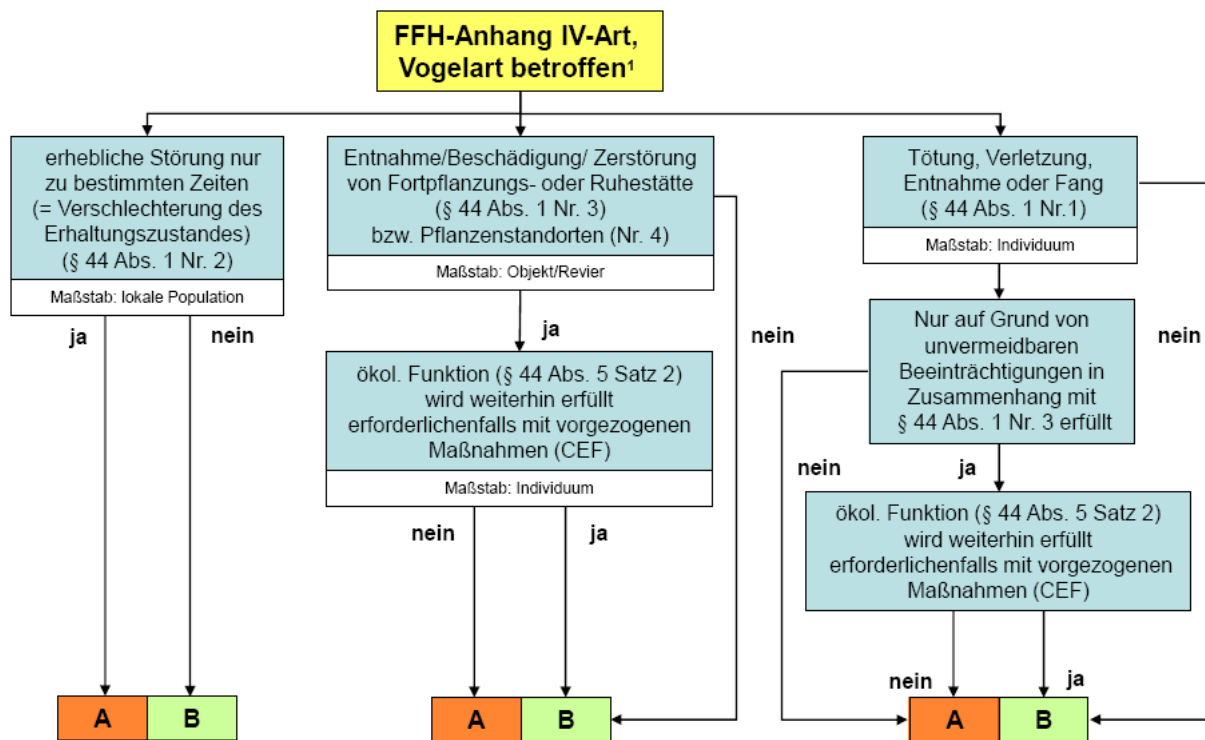 FFH-Anhang IV-Art,
Vogelart betroffen¹
erhebliche Störung nur
zu bestimmten Zeiten
(= Verschlechterung des
Erhaltungszustandes)
(§ 44 Abs. 1 Nr. 2)
Maßstab: lokale Population
ja
nein
A
B
Entnahme/Beschädigung/ Zerstörung
von Fortpflanzungs- oder Ruhestätte
(§ 44 Abs. 1 Nr. 3)
bzw. Pflanzenstandorten (Nr. 4)
Maßstab: Objekt/Revier
ja
nein
ökol. Funktion (§ 44 Abs. 5 Satz 2)
wird weiterhin erfüllt
erforderlichenfalls mit vorgezogenen
Maßnahmen (CEF)
Maßstab: Individuum
nein
ja
A
B
Tötung, Verletzung,
Entnahme oder Fang
(§ 44 Abs. 1 Nr.1)
Maßstab: Individuum
nein
Nur auf Grund von
unvermeidbaren
Beeinträchtigungen in
Zusammenhang mit
§ 44 Abs. 1 Nr. 3 erfüllt
nein
ja
ökol. Funktion (§ 44 Abs. 5 Satz 2)
wird weiterhin erfüllt
erforderlichenfalls mit vorgezogenen
Maßnahmen (CEF)
nein
ja
A
B